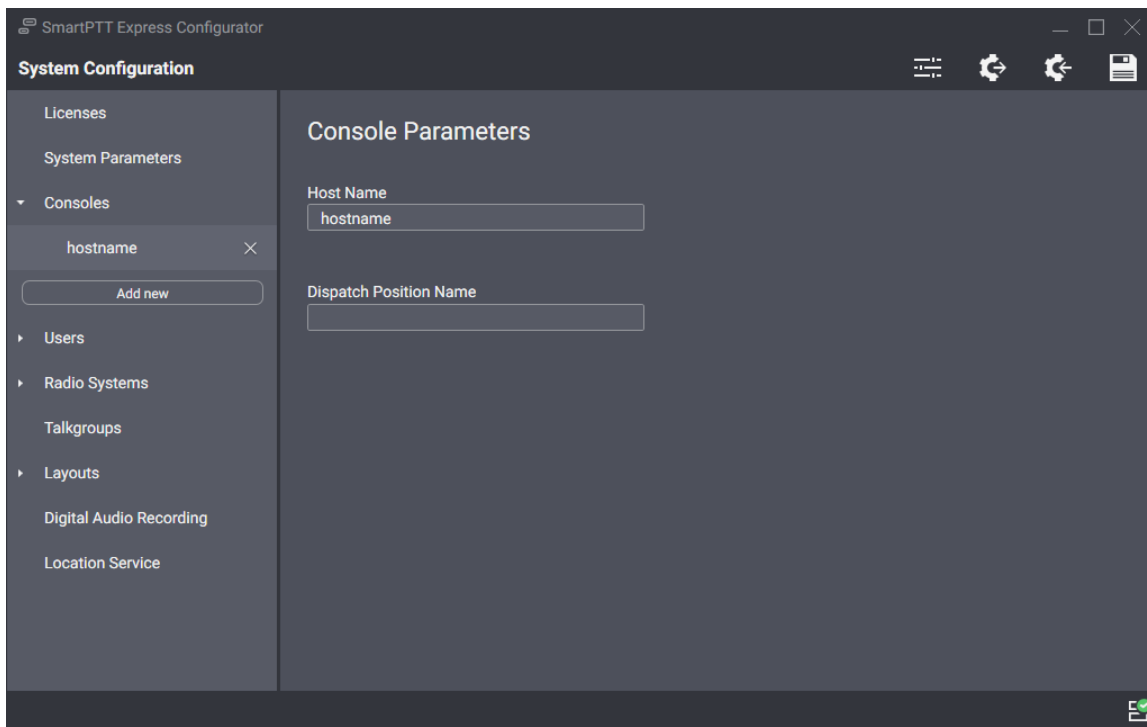 SmartPTT Express Configurator
System Configuration
Licenses
System Parameters
Consoles
hostname
Add new
Users
Radio Systems
Talkgroups
Layouts
Digital Audio Recording
Location Service
Console Parameters
Host Name
hostname
Dispatch Position Name